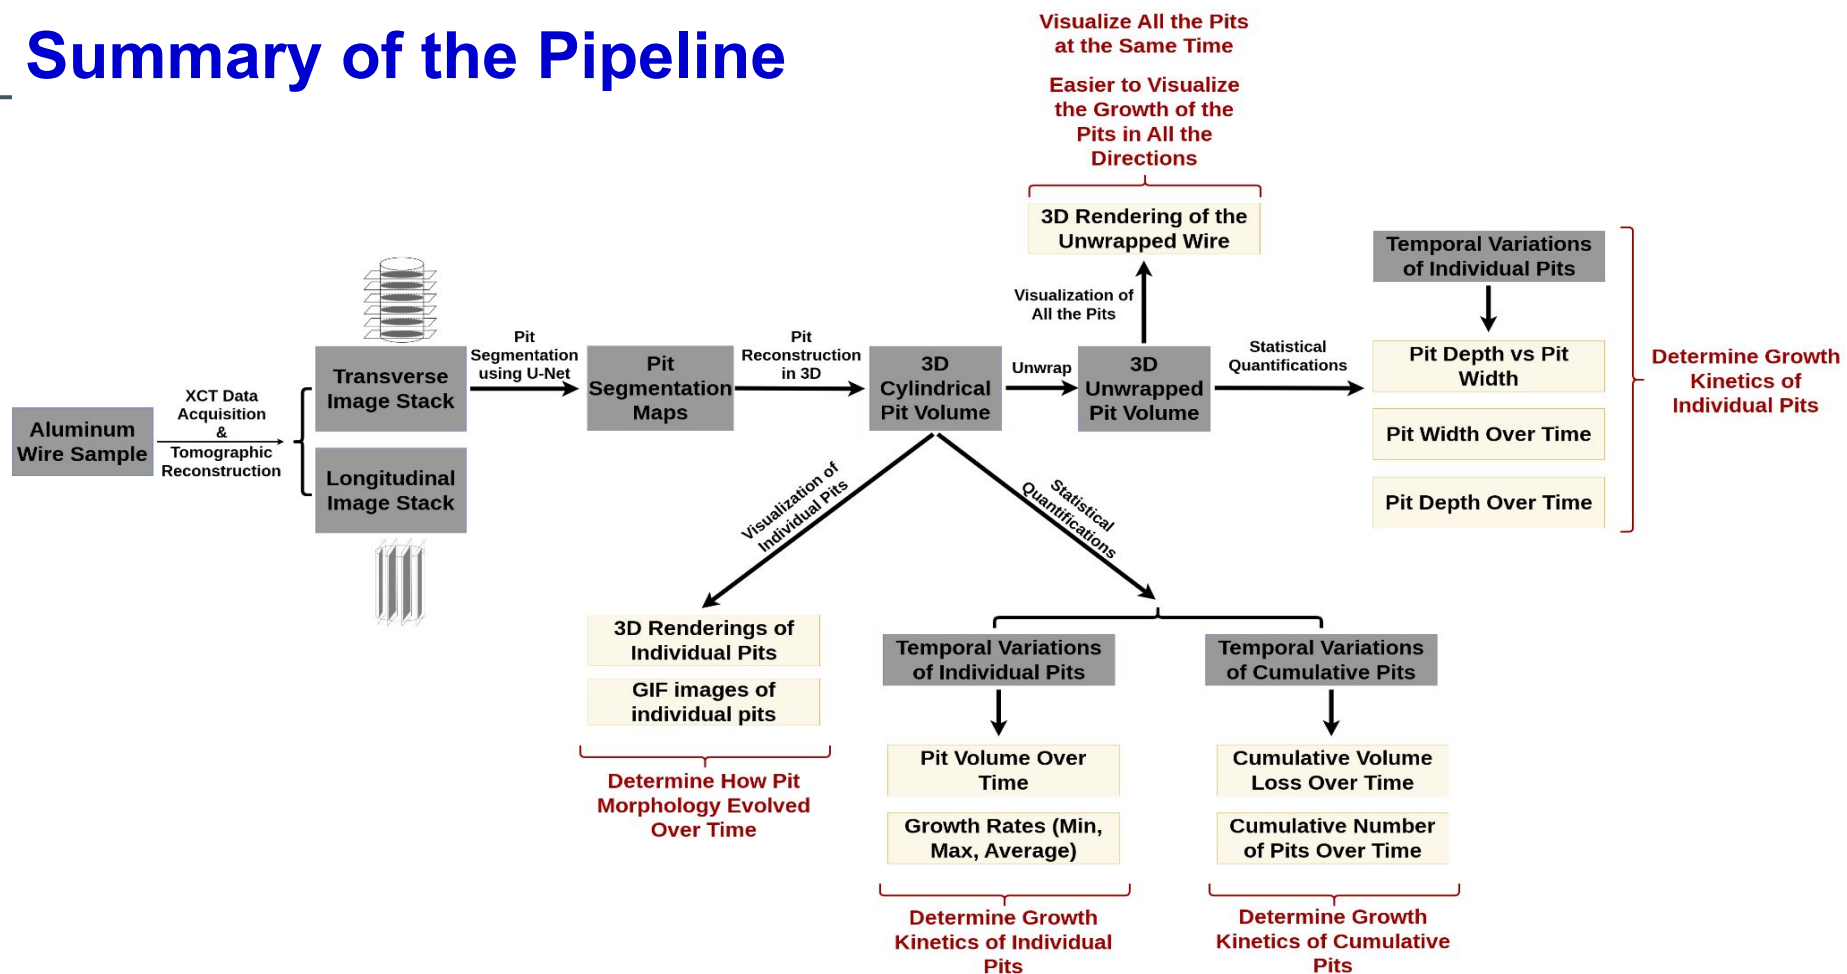 Summary of the Pipeline
Visualize All the Pits
at the Same Time
Easier to Visualize
the Growth of the
Pits in All the
Directions
3D Rendering of the
Unwrapped Wire
Visualization of
All the Pits
Aluminum
Wire Sample
XCT Data
Acquisition
&
Tomographic
Reconstruction
Transverse
Image Stack
Longitudinal
Image Stack
Pit
Segmentation
using U-Net
Pit
Segmentation
Maps
Pit
Reconstruction
in 3D
3D
Cylindrical
Pit Volume
Unwrap
3D
Unwrapped
Pit Volume
Statistical
Quantifications
Temporal Variations
of Individual Pits
Pit Depth vs Pit
Width
Pit Width Over Time
Pit Depth Over Time
Determine Growth
Kinetics of
Individual Pits
Visualization of
Individual Pits
Statistical
Quantifications
3D Renderings of
Individual Pits
GIF images of
individual pits
Determine How Pit
Morphology Evolved
Over Time
Temporal Variations
of Individual Pits
Pit Volume Over
Time
Growth Rates (Min,
Max, Average)
Determine Growth
Kinetics of Individual
Pits
Temporal Variations
of Cumulative Pits
Cumulative Volume
Loss Over Time
Cumulative Number
of Pits Over Time
Determine Growth
Kinetics of Cumulative
Pits